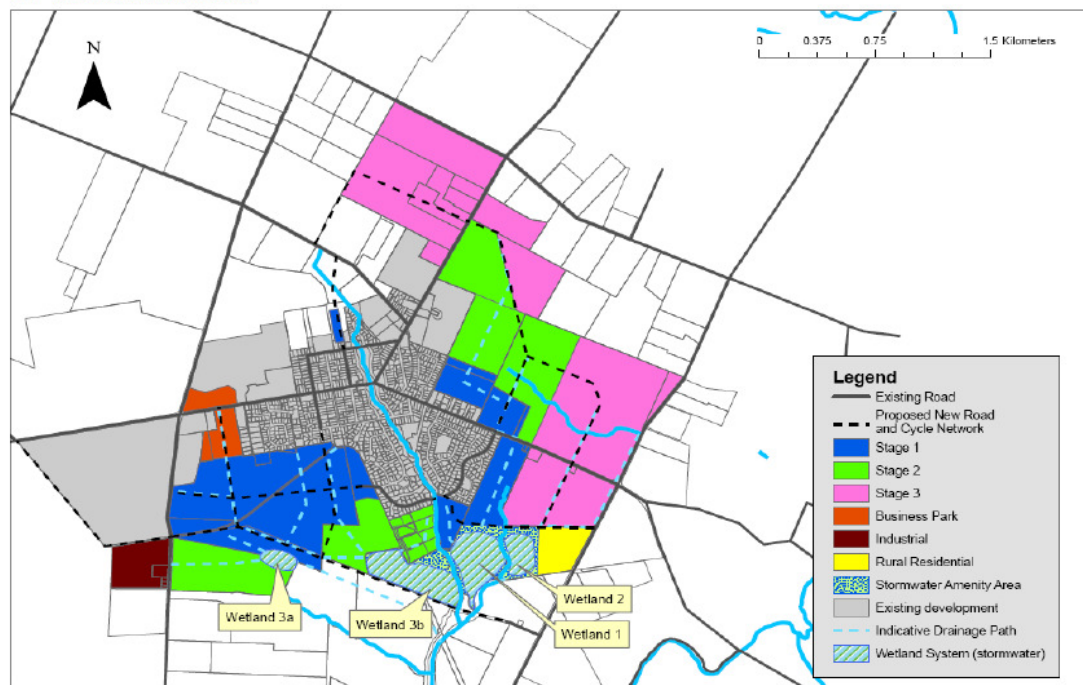 N
0 0.375 0.75 1.5 Kilometers
Legend
Existing Road
Proposed New Road
and Cycle Network
Stage 1
Stage 2
Stage 3
Business Park
Industrial
Rural Residential
Stormwater Amenity Area
Existing development
Indicative Drainage Path
Wetland System (stormwater)
Wetland 3a
Wetland 3b
Wetland 2
Wetland 1